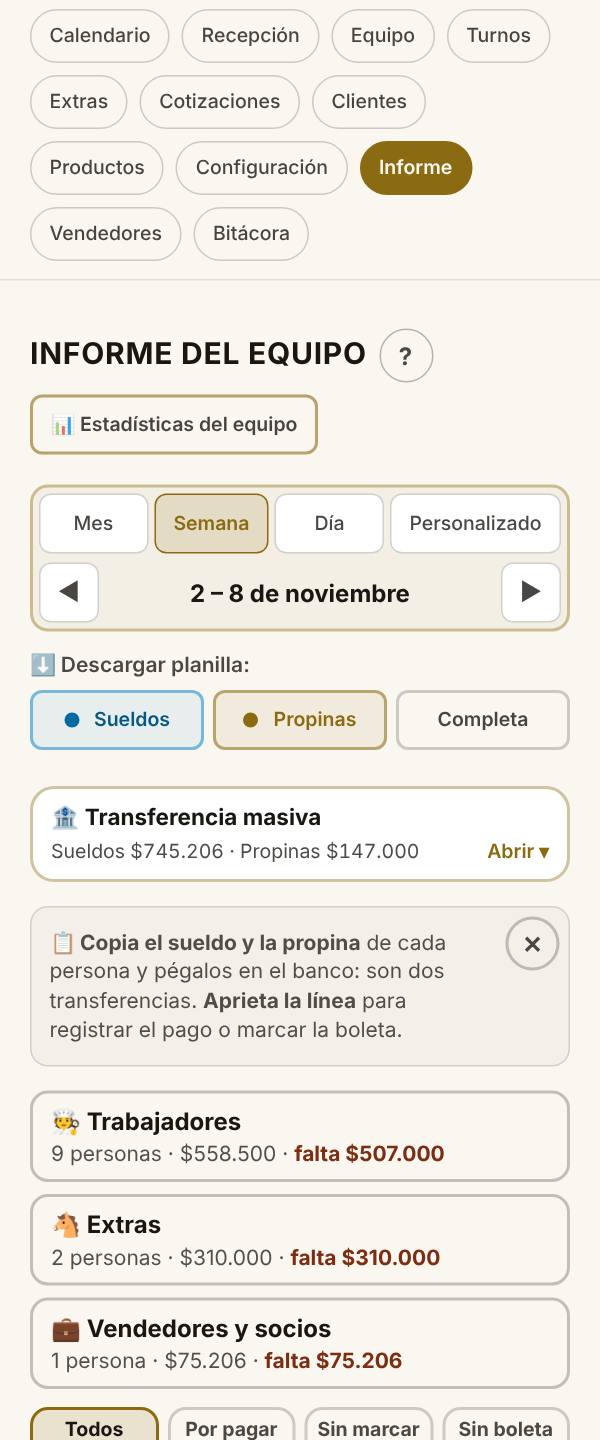 Calendario Recepción Equipo Turnos
Extras Cotizaciones Clientes
Productos Configuración Informe
Vendedores Bitácora
INFORME DEL EQUIPO ?
📊 Estadísticas del equipo
Mes Semana Día Personalizado
◀ 2 – 8 de noviembre ▶
⬇️ Descargar planilla:
Sueldos Propinas Completa
🏦 Transferencia masiva
Sueldos $745.206 · Propinas $147.000 Abrir ▾
📋 Copia el sueldo y la propina de cada
persona y pégalos en el banco: son dos
transferencias. Aprieta la línea para
registrar el pago o marcar la boleta.
✕
🧑‍🍳 Trabajadores
9 personas · $558.500 · falta $507.000
🐴 Extras
2 personas · $310.000 · falta $310.000
💼 Vendedores y socios
1 persona · $75.206 · falta $75.206
Todos Por pagar Sin marcar Sin boleta